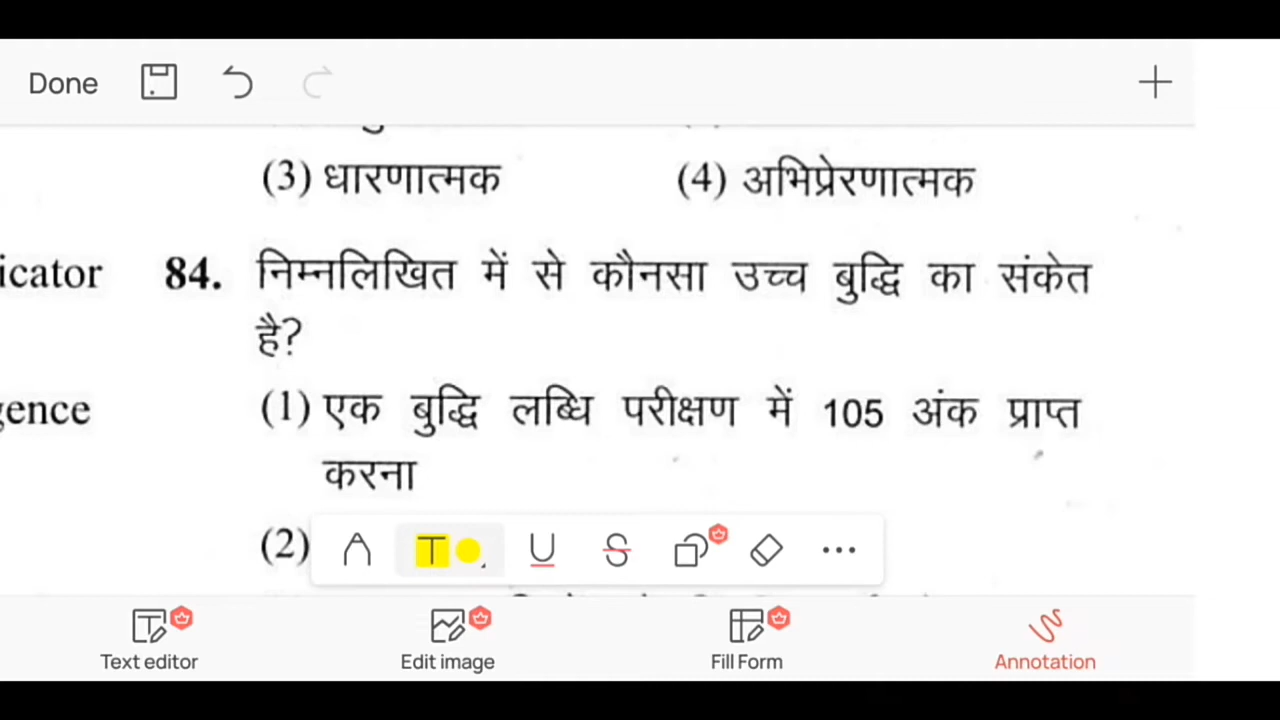 Done
(3) धारणात्मक (4) अभिप्रेरणात्मक
icator 84. निम्नलिखित में से कौनसा उच्च बुद्धि का संकेत
है?
gence (1) एक बुद्धि लब्धि परीक्षण में 105 अंक प्राप्त
करना
(2)
T U S
Text editor Edit image Fill Form Annotation